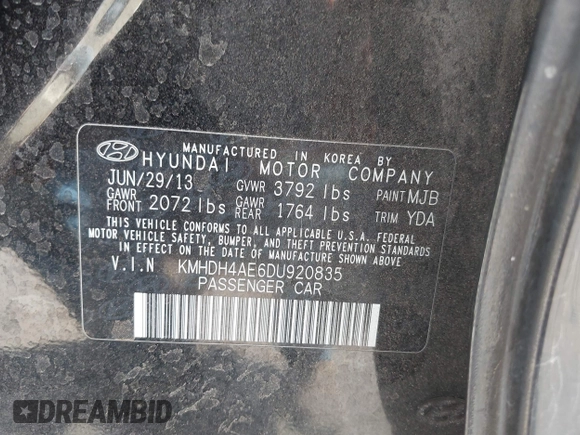 MANUFACTURED IN KOREA BY
HYUNDAI MOTOR COMPANY
JUN/29/13 GVWR 3792 lbs PAINT MJB
GAWR FRONT 2072 lbs GAWR REAR 1764 lbs TRIM YDA
THIS VEHICLE CONFORMS TO ALL APPLICABLE U.S.A. FEDERAL
MOTOR VEHICLE SAFETY, BUMPER, AND THEFT PREVENTION STANDARDS
IN EFFECT ON THE DATE OF MANUFACTURE SHOWN ABOVE.
V.I.N KMHDH4AE6DU920835
PASSENGER CAR
DREAMBID